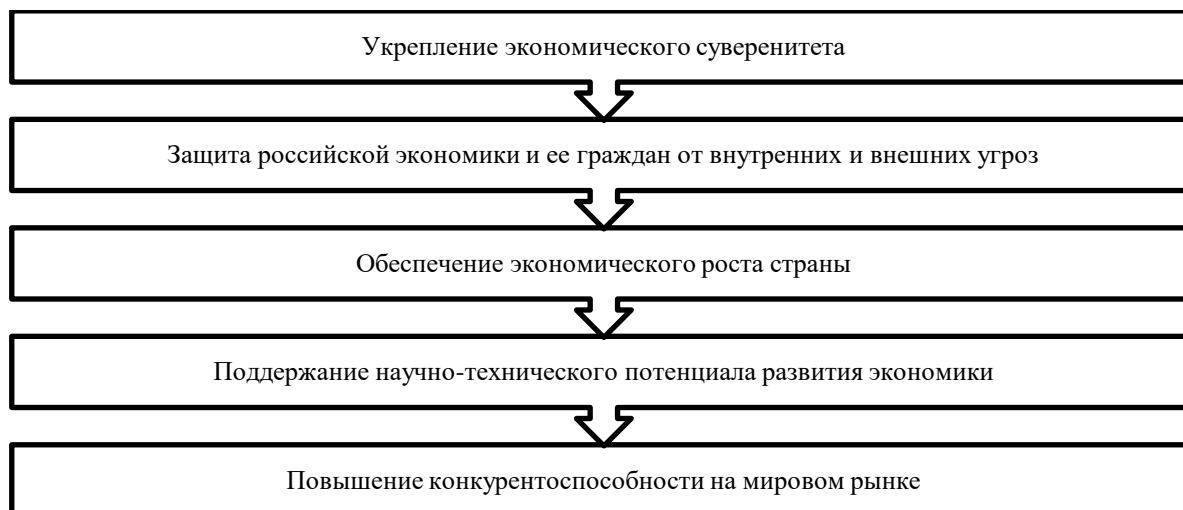 Укрепление экономического суверенитета
Защита российской экономики и ее граждан от внутренних и внешних угроз
Обеспечение экономического роста страны
Поддержание научно-технического потенциала развития экономики
Повышение конкурентоспособности на мировом рынке